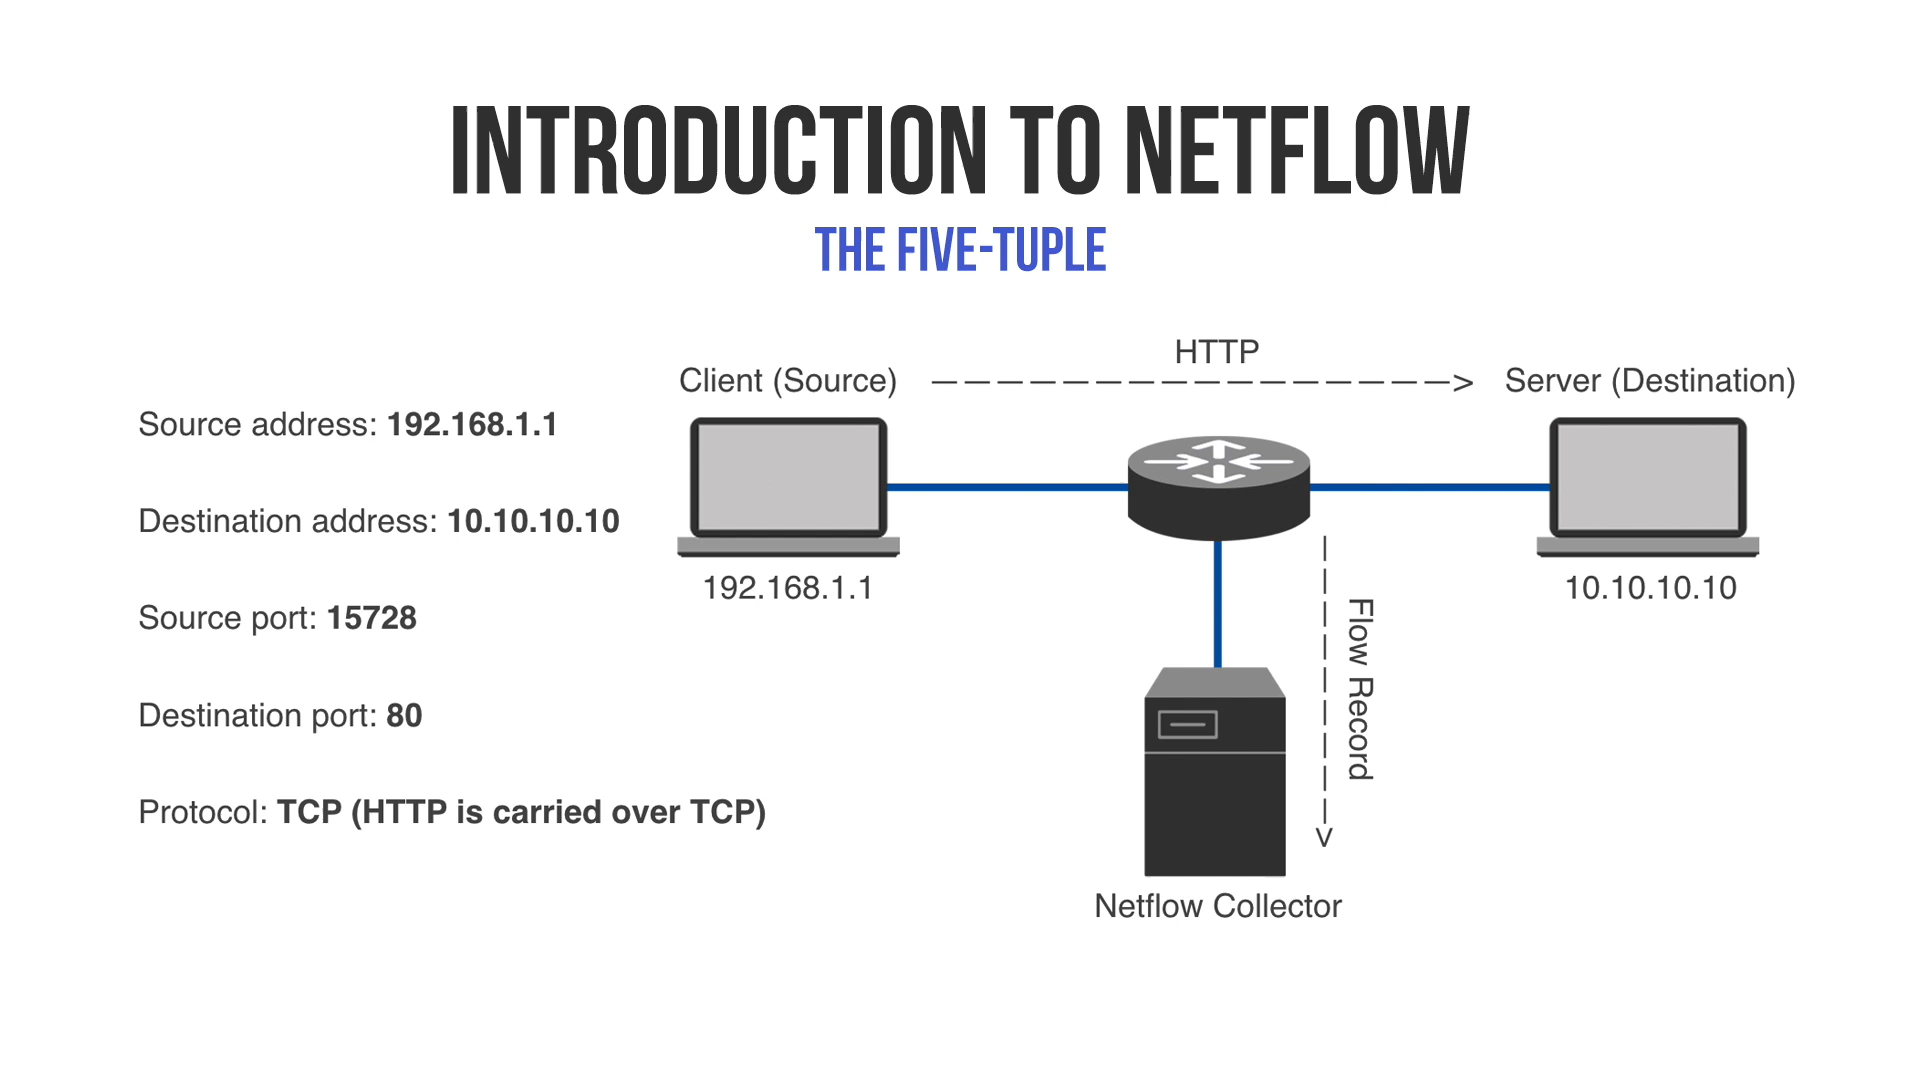 INTRODUCTION TO NETFLOW
THE FIVE-TUPLE
Source address: 192.168.1.1
Destination address: 10.10.10.10
Source port: 15728
Destination port: 80
Protocol: TCP (HTTP is carried over TCP)
HTTP
Client (Source)
Server (Destination)
192.168.1.1
10.10.10.10
Flow Record
Netflow Collector